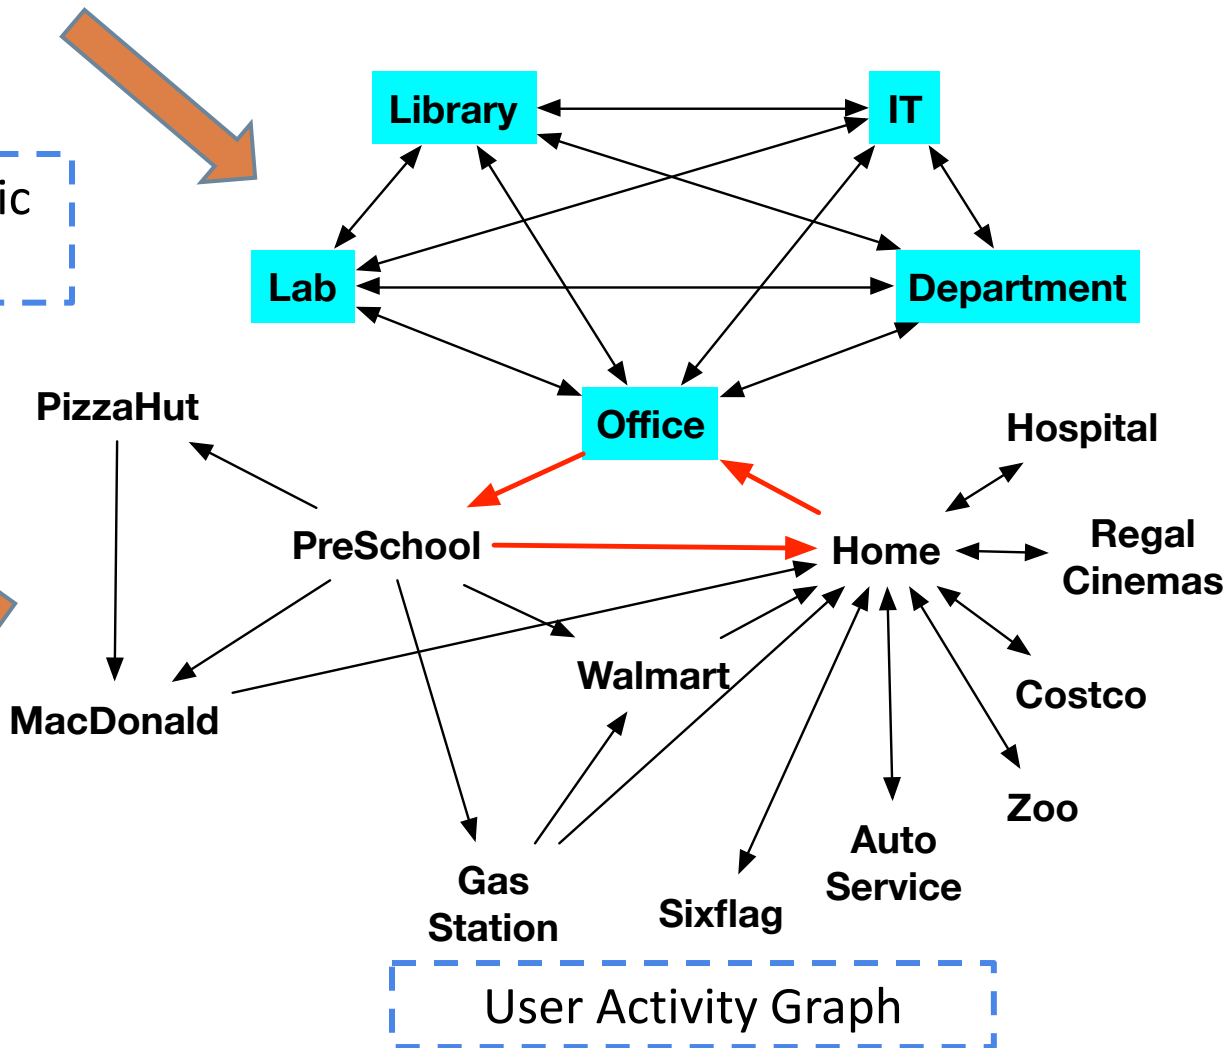 Library
IT
ic
Lab
Department
PizzaHut
Office
Hospital
PreSchool
Home
Regal
Cinemas
Walmart
Costco
MacDonald
Zoo
Auto
Service
Gas
Station
Sixflag
User Activity Graph